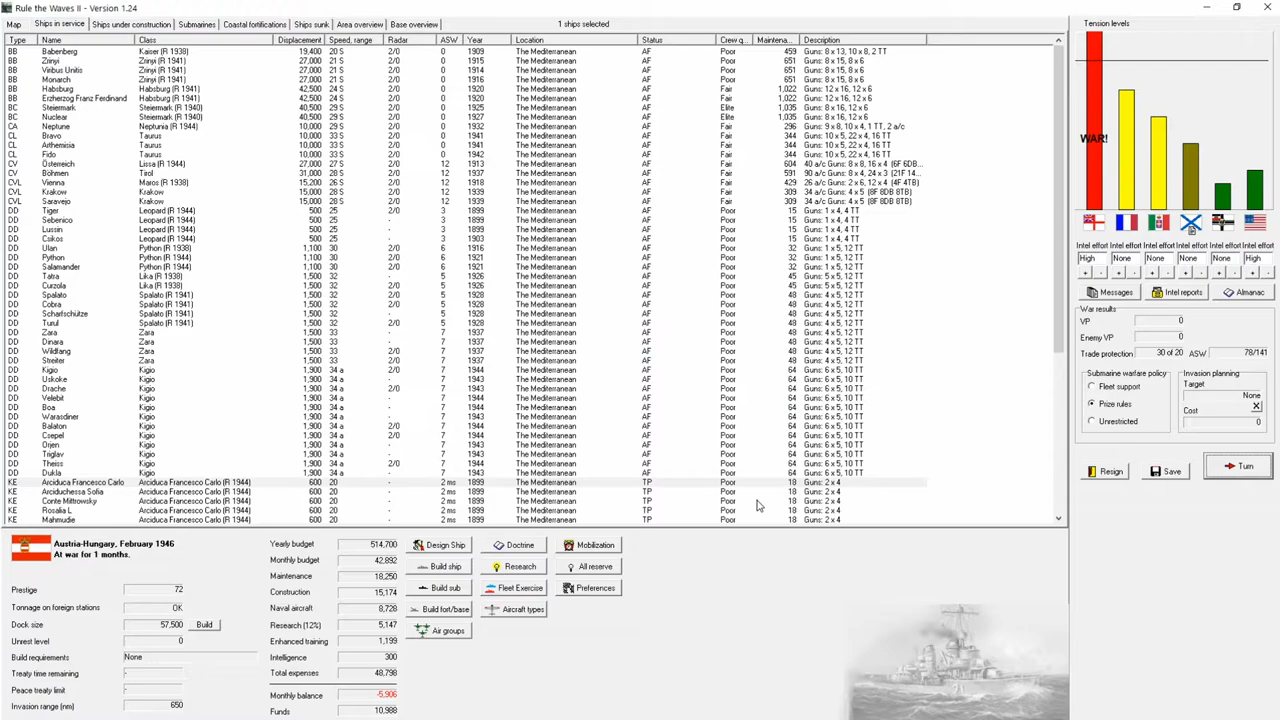 Rule the Waves II - Version 1.24
Map Ships in service Ships under construction Submarines Coastal fortifications Ships sunk Area overview Base overview 1 ships selected
Type Name Class Displacement Speed, range Radar ASW Year Location Status Crew q... Maintena... Description
BB Babenberg Kaiser (R 1938) 19,400 20 S 2/0 0 1909 The Mediterranean AF Poor 459 Guns: 8 x 13, 10 x 8, 2 TT
BB Zrinyi Zrinyi (R 1941) 27,000 21 S 2/0 0 1915 The Mediterranean AF Poor 651 Guns: 8 x 15, 8 x 6
BB Viribus Unitis Zrinyi (R 1941) 27,000 21 S 2/0 0 1914 The Mediterranean AF Poor 651 Guns: 8 x 15, 8 x 6
BB Monarch Zrinyi (R 1941) 27,000 21 S 2/0 0 1916 The Mediterranean AF Poor 651 Guns: 8 x 15, 8 x 6
BB Habsburg Habsburg (R 1941) 42,500 24 S 2/0 0 1920 The Mediterranean AF Fair 1,022 Guns: 12 x 16, 12 x 6
BB Erzherzog Franz Ferdinand Habsburg (R 1941) 42,500 24 S 2/0 0 1920 The Mediterranean AF Fair 1,022 Guns: 12 x 16, 12 x 6
BC Steiermark Steiermark (R 1940) 40,500 29 S 2/0 0 1925 The Mediterranean AF Elite 1,035 Guns: 8 x 16, 12 x 6
BC Nuclear Steiermark (R 1941) 40,500 29 S 2/0 0 1927 The Mediterranean AF Elite 1,035 Guns: 8 x 16, 12 x 6
CA Neptune Neptunia (R 1944) 10,000 32 S 2/0 0 1932 The Mediterranean AF Fair 296 Guns: 9 x 8, 10 x 4, 1 TT, 2 a/c
CL Bravo Taurus 10,000 33 S 2/0 0 1941 The Mediterranean AF Fair 344 Guns: 10 x 5, 22 x 4, 16 TT
CL Arthemisia Taurus 10,000 33 S 2/0 0 1941 The Mediterranean AF Fair 344 Guns: 10 x 5, 22 x 4, 16 TT
CL Fido Taurus 10,000 33 S 2/0 0 1942 The Mediterranean AF Poor 344 Guns: 10 x 5, 22 x 4, 16 TT
CV Österreich Lissa (R 1944) 27,000 27 S 2/0 12 1913 The Mediterranean AF Poor 604 40 a/c Guns: 8 x 8, 16 x 4 (6F 6DB...
CV Böhmen Tirol 31,000 28 S 2/0 12 1937 The Mediterranean AF Fair 591 90 a/c Guns: 8 x 4, 24 x 3 (21F 14...
CVL Vienna Maros (R 1938) 15,200 26 S 2/0 12 1918 The Mediterranean AF Poor 429 26 a/c Guns: 2 x 6, 12 x 4 (4F 4TB)
CVL Krakow Krakow 15,000 28 S 2/0 12 1939 The Mediterranean AF Fair 289 34 a/c Guns: 4 x 5 (8F 8DB 8TB)
CVL Saravejo Krakow 15,000 28 S 2/0 12 1939 The Mediterranean AF Fair 289 34 a/c Guns: 4 x 5 (8F 8DB 8TB)
DD Tiger Leopard (R 1944) 500 25 2/0 3 1899 The Mediterranean AF Poor 15 Guns: 1 x 4, 4 TT
DD Sebenico Leopard (R 1944) 500 25 - 3 1899 The Mediterranean AF Poor 15 Guns: 1 x 4, 4 TT
DD Lussin Leopard (R 1944) 500 25 - 3 1899 The Mediterranean AF Poor 15 Guns: 1 x 4, 4 TT
DD Csikos Leopard (R 1944) 500 25 - 3 1899 The Mediterranean AF Poor 15 Guns: 1 x 4, 4 TT
DD Ulan Python (R 1938) 1,100 30 2/0 6 1916 The Mediterranean AF Poor 32 Guns: 2 x 5, 12 TT
DD Python Python (R 1944) 1,100 30 - 6 1921 The Mediterranean AF Poor 32 Guns: 2 x 5, 12 TT
DD Salamander Python (R 1944) 1,100 30 2/0 6 1921 The Mediterranean AF Poor 32 Guns: 2 x 5, 12 TT
DD Tatra Lika (R 1938) 1,500 32 - 5 1926 The Mediterranean AF Poor 45 Guns: 2 x 5, 12 TT
DD Curzola Lika (R 1938) 1,500 32 2/0 5 1926 The Mediterranean AF Poor 45 Guns: 5 x 5, 12 TT
DD Spalato Spalato (R 1941) 1,500 32 2/0 5 1928 The Mediterranean AF Poor 48 Guns: 4 x 5, 12 TT
DD Cobra Spalato (R 1944) 1,500 32 2/0 5 1928 The Mediterranean AF Poor 48 Guns: 4 x 5, 12 TT
DD Scharfschütze Spalato (R 1941) 1,500 32 - 5 1928 The Mediterranean AF Poor 48 Guns: 4 x 5, 12 TT
DD Turul Spalato (R 1941) 1,500 32 2/0 5 1928 The Mediterranean AF Poor 48 Guns: 4 x 5, 12 TT
DD Zara Zara 1,500 33 - 7 1937 The Mediterranean AF Poor 48 Guns: 4 x 5, 12 TT
DD Dinara Zara 1,500 33 - 7 1937 The Mediterranean AF Poor 48 Guns: 4 x 5, 12 TT
DD Wildfang Zara 1,500 33 2/0 7 1937 The Mediterranean AF Poor 48 Guns: 4 x 5, 12 TT
DD Streiter Zara 1,500 33 2/0 7 1937 The Mediterranean AF Poor 48 Guns: 4 x 5, 12 TT
DD Kigio Kigio 1,900 34 a 2/0 7 1943 The Mediterranean AF Poor 64 Guns: 6 x 5, 10 TT
DD Uskoke Kigio 1,900 34 a - 7 1943 The Mediterranean AF Poor 64 Guns: 6 x 5, 10 TT
DD Drache Kigio 1,900 34 a 2/0 7 1944 The Mediterranean AF Poor 64 Guns: 6 x 5, 10 TT
DD Velebit Kigio 1,900 34 a - 7 1943 The Mediterranean AF Poor 64 Guns: 6 x 5, 10 TT
DD Boa Kigio 1,900 34 a - 7 1943 The Mediterranean AF Poor 64 Guns: 6 x 5, 10 TT
DD Warasdiner Kigio 1,900 34 a - 7 1943 The Mediterranean AF Poor 64 Guns: 6 x 5, 10 TT
DD Balaton Kigio 1,900 34 a 2/0 7 1944 The Mediterranean AF Poor 64 Guns: 6 x 5, 10 TT
DD Csepel Kigio 1,900 34 a 2/0 7 1944 The Mediterranean AF Poor 64 Guns: 6 x 5, 10 TT
DD Orjen Kigio 1,900 34 a - 7 1943 The Mediterranean AF Poor 64 Guns: 6 x 5, 10 TT
DD Triglav Kigio 1,900 34 a - 7 1943 The Mediterranean AF Poor 64 Guns: 6 x 5, 10 TT
DD Theiss Kigio 1,900 34 a 2/0 7 1944 The Mediterranean AF Poor 64 Guns: 6 x 5, 10 TT
DD Dukla Kigio 1,900 34 a - 7 1943 The Mediterranean AF Poor 64 Guns: 6 x 5, 10 TT
KE Arciduca Francesco Carlo Arciduca Francesco Carlo (R 1944) 600 20 - 2 ms 1899 The Mediterranean TP Poor 18 Guns: 2 x 4
KE Arciduchessa Sofia Arciduca Francesco Carlo (R 1944) 600 20 - 2 ms 1899 The Mediterranean TP Poor 18 Guns: 2 x 4
KE Conte Mittrowsky Arciduca Francesco Carlo (R 1944) 600 20 - 2 ms 1899 The Mediterranean TP Poor 18 Guns: 2 x 4
KE Rosalia L Arciduca Francesco Carlo (R 1944) 600 20 - 2 ms 1899 The Mediterranean TP Poor 18 Guns: 2 x 4
KE Mahmudie Arciduca Francesco Carlo (R 1944) 600 20 - 2 ms 1899 The Mediterranean TP Poor 18 Guns: 2 x 4
Tension levels
WAR!
Intel effort Intel effort Intel effort Intel effort Intel effort Intel effort
High None None None None High
+ - + - + - + - + - + -
Messages Intel reports Almanac
War results
VP 0
Enemy VP 0
Trade protection 30 of 20 ASW 78/141
Submarine warfare policy
Fleet support
Prize rules
Unrestricted
Invasion planning
Target
None
Cost X
0
Resign Save Turn
Austria-Hungary, February 1946
At war for 1 months.
Prestige 72
Tonnage on foreign stations OK
Dock size 57,500 Build
Unrest level 0
Build requirements None
Treaty time remaining -
Peace treaty limit -
Invasion range (nm) 650
Yearly budget 514,700
Monthly budget 42,892
Maintenance 18,250
Construction 15,174
Naval aircraft 8,728
Research (12%) 5,147
Enhanced training 1,199
Intelligence 300
Total expenses 48,798
Monthly balance -5,906
Funds 10,988
Design Ship Doctrine Mobilization
Build ship Research All reserve
Build sub Fleet Exercise Preferences
Build fort/base Aircraft types
Air groups
71